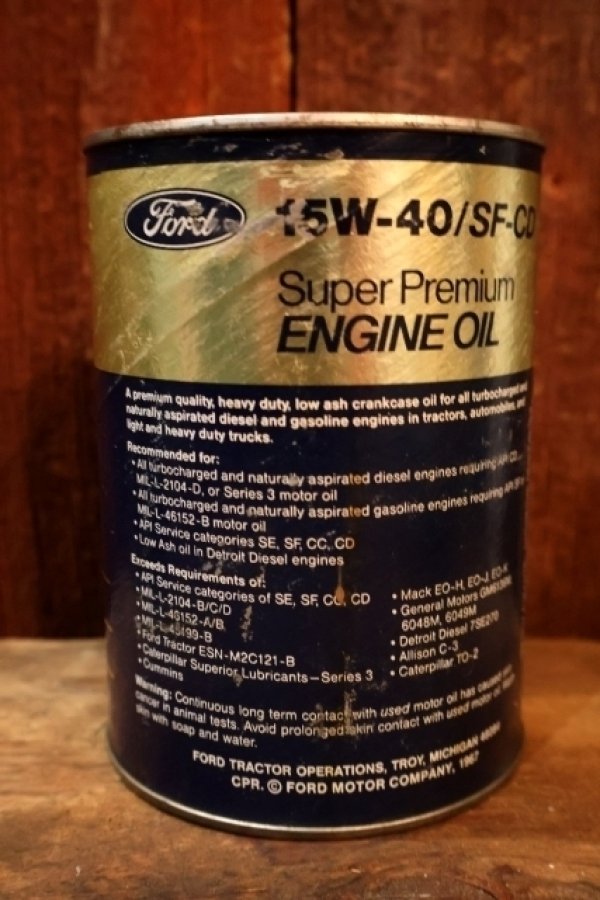 Ford
15W-40/SF-CD
Super Premium
ENGINE OIL
A premium quality, heavy duty, low ash crankcase oil for all turbocharged and
naturally aspirated diesel and gasoline engines in tractors, automobiles, and
light and heavy duty trucks.
Recommended for:
• All turbocharged and naturally aspirated diesel engines requiring API CD
MIL-L-2104-D, or Series 3 motor oil
• All turbocharged and naturally aspirated gasoline engines requiring API SF
MIL-L-46152-B motor oil
• API Service categories SE, SF, CC, CD
• Low Ash oil in Detroit Diesel engines
Exceeds Requirements of:
• API Service categories of SE, SF, CC, CD
• MIL-L-2104-B/C/D
• MIL-L-46152-A/B
• MIL-L-45199-B
• Ford Tractor ESN-M2C121-B
• Caterpillar Superior Lubricants—Series 3
• Cummins
• Mack EO-H, EO-J, EO-K
• General Motors
6048M, 6049M
• Detroit Diesel 7SE270
• Allison C-3
• Caterpillar TO-2
Warning: Continuous long term contact with used motor oil has caused
cancer in animal tests. Avoid prolonged skin contact with used motor oil.
skin with soap and water.
FORD TRACTOR OPERATIONS, TROY, MICHIGAN
CPR. © FORD MOTOR COMPANY,